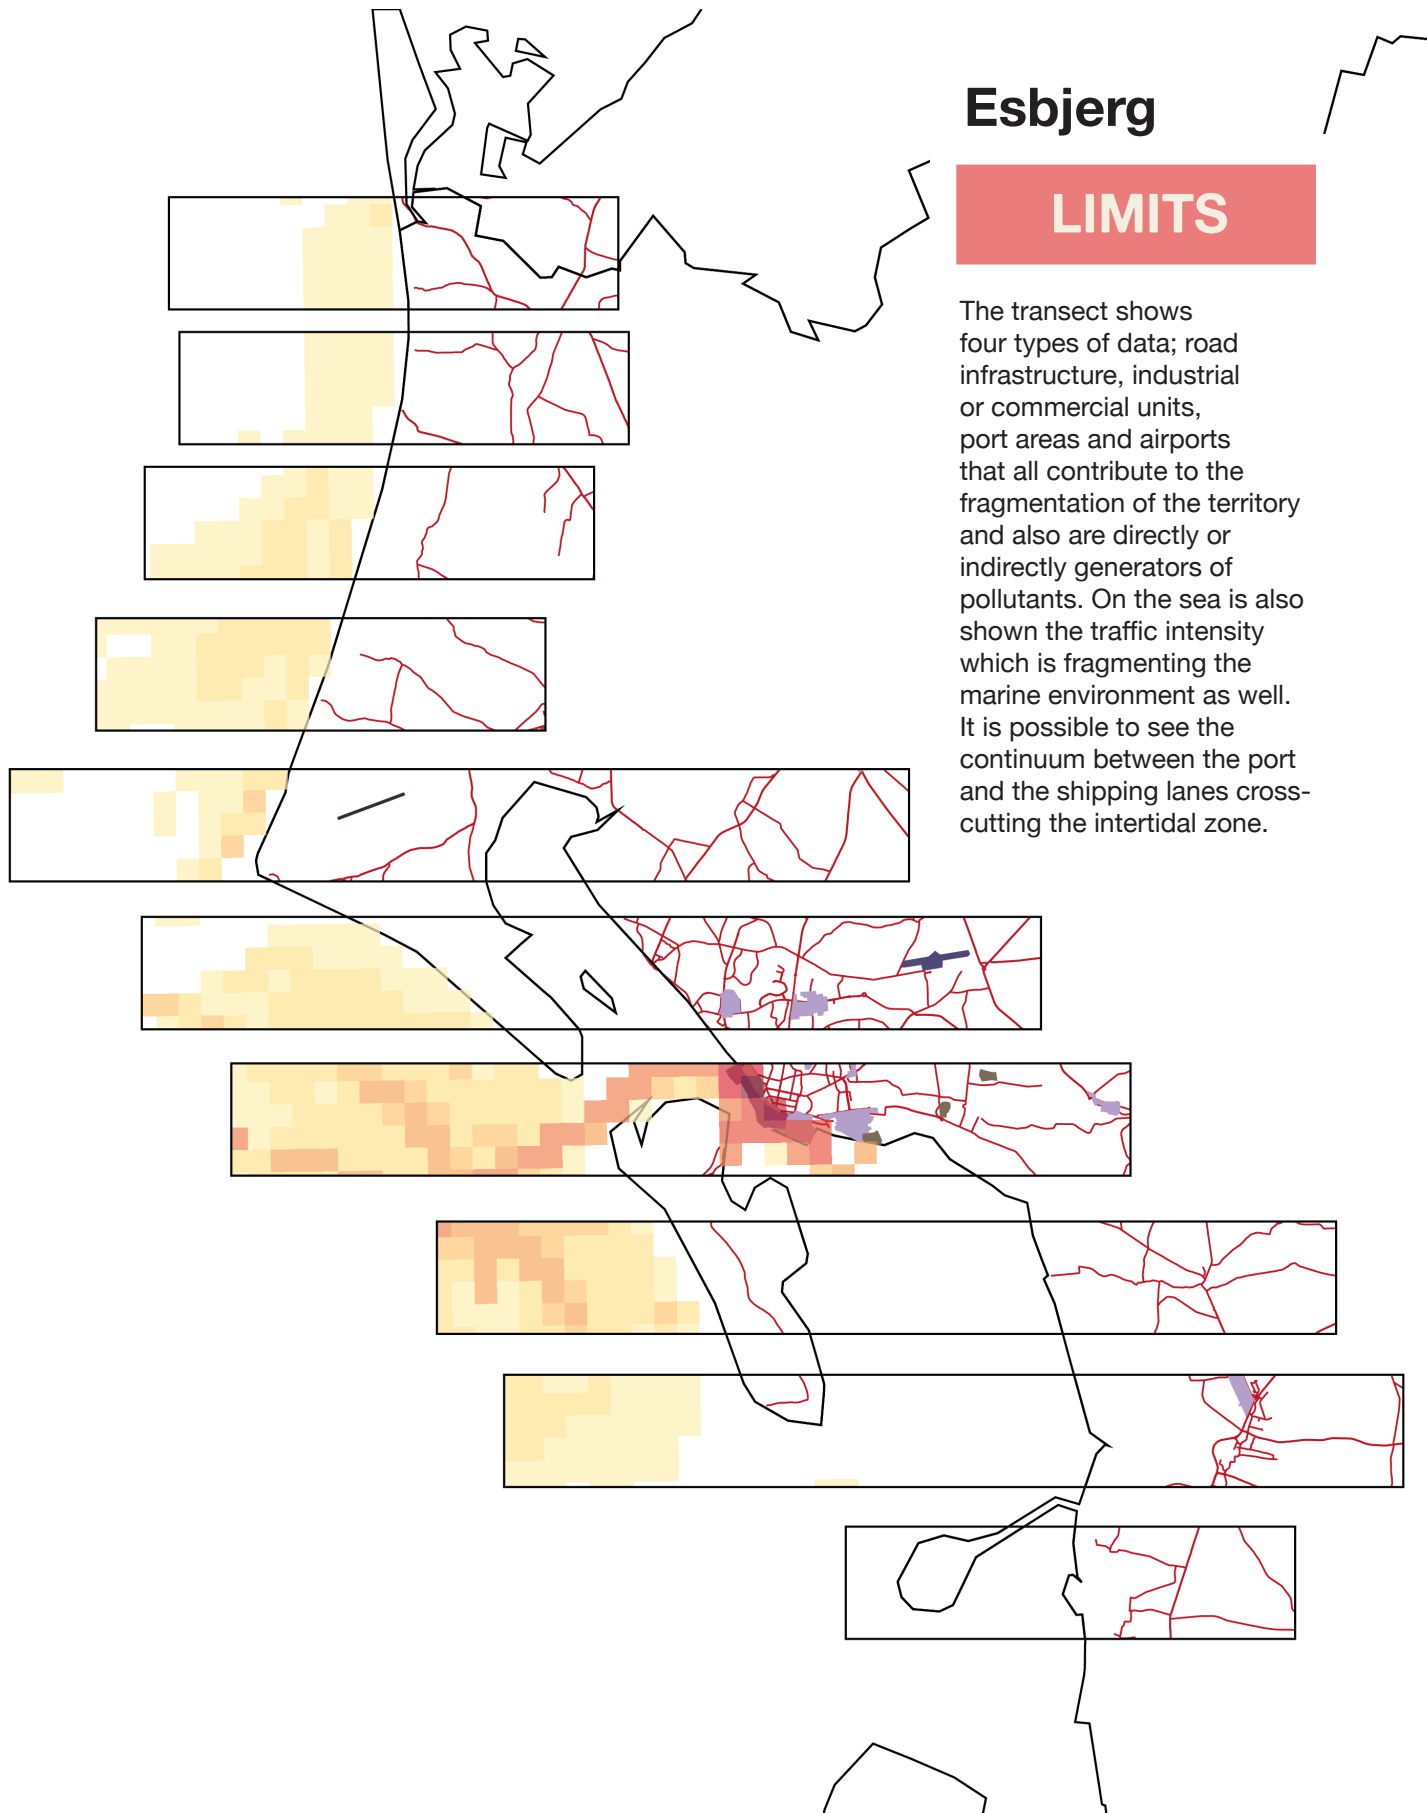 Esbjerg
LIMITS
The transect shows
four types of data; road
infrastructure, industrial
or commercial units,
port areas and airports
that all contribute to the
fragmentation of the territory
and also are directly or
indirectly generators of
pollutants. On the sea is also
shown the traffic intensity
which is fragmenting the
marine environment as well.
It is possible to see the
continuum between the port
and the shipping lanes cross-
cutting the intertidal zone.